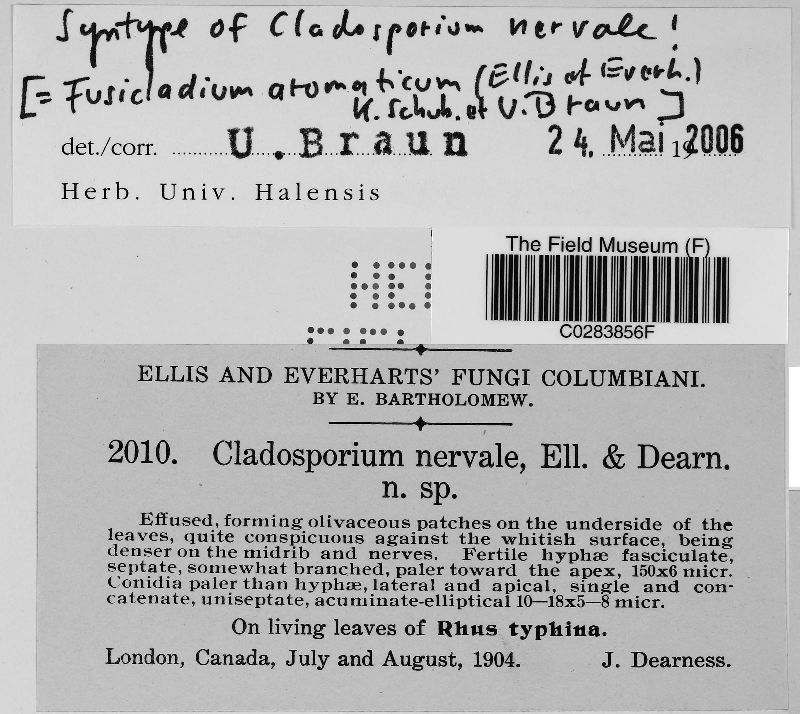 Syntype of Cladosporium nervale!
[= Fusicladium aromaticum (Ellis et Everh.)
K. Schub. et U. Braun]
det./corr. U. Braun 24. Mai 19 2006
Herb. Univ. Halensis
The Field Museum (F)
C0283856F
ELLIS AND EVERHARTS' FUNGI COLUMBIANI.
BY E. BARTHOLOMEW.
2010. Cladosporium nervale, Ell. & Dearn.
n. sp.
Effused, forming olivaceous patches on the underside of the
leaves, quite conspicuous against the whitish surface, being
denser on the midrib and nerves. Fertile hyphæ fasciculate,
septate, somewhat branched, paler toward the apex, 150x6 micr.
Conidia paler than hyphæ, lateral and apical, single and con-
catenate, uniseptate, acuminate-elliptical 10—18x5—8 micr.
On living leaves of Rhus typhina.
London, Canada, July and August, 1904. J. Dearness.